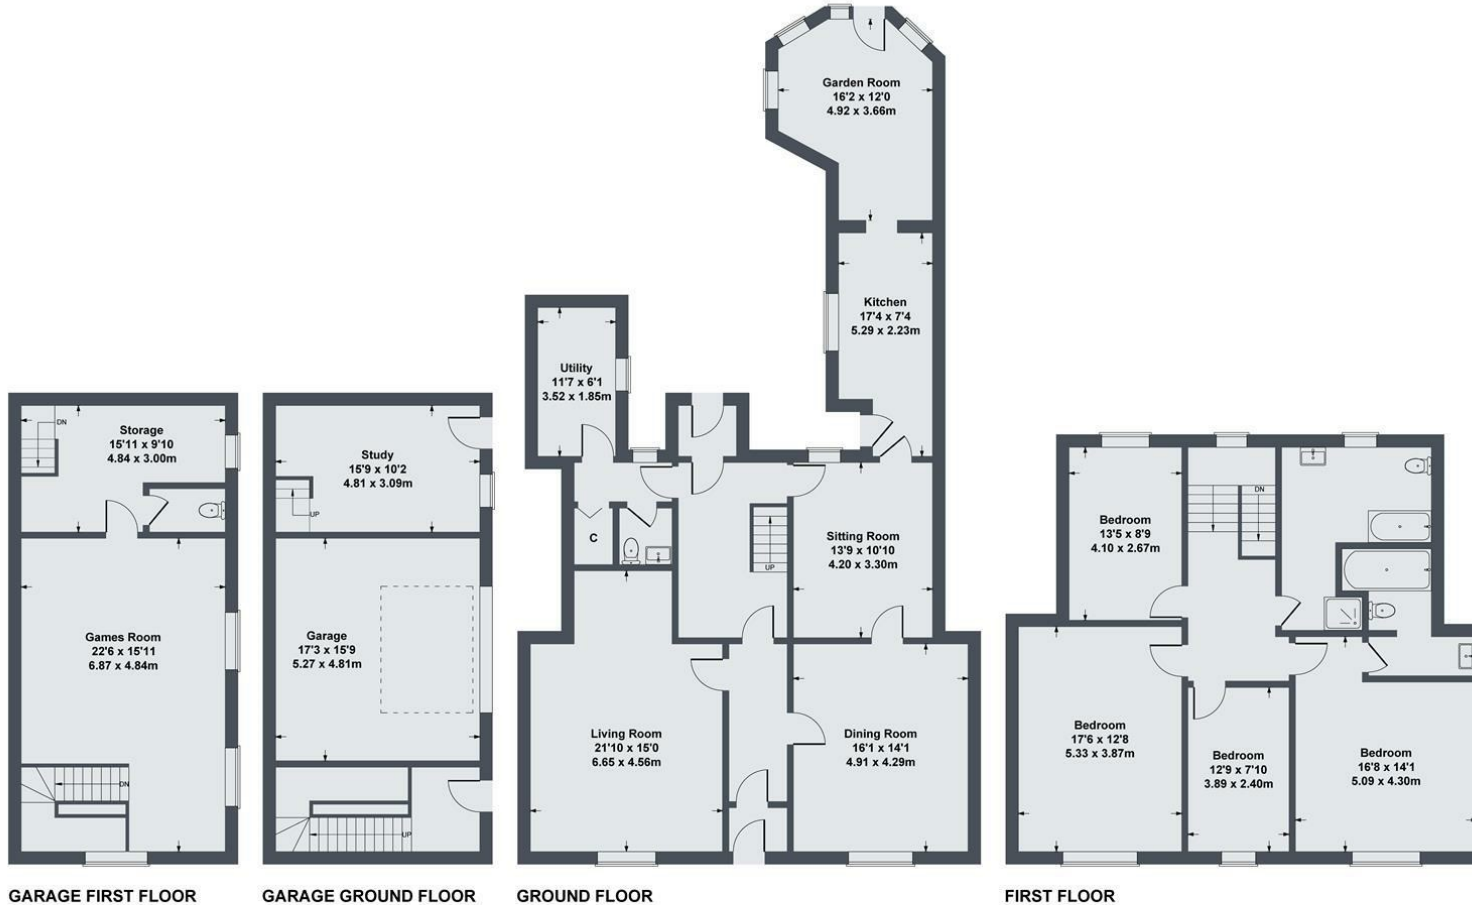 Storage
15'11 x 9'10
4.84 x 3.00m
DN
Games Room
22'6 x 15'11
6.87 x 4.84m
DN
GARAGE FIRST FLOOR
Study
15'9 x 10'2
4.81 x 3.09m
UP
Garage
17'3 x 15'9
5.27 x 4.81m
UP
GARAGE GROUND FLOOR
Garden Room
16'2 x 12'0
4.92 x 3.66m
Kitchen
17'4 x 7'4
5.29 x 2.23m
Utility
11'7 x 6'1
3.52 x 1.85m
C
UP
Sitting Room
13'9 x 10'10
4.20 x 3.30m
Living Room
21'10 x 15'0
6.65 x 4.56m
Dining Room
16'1 x 14'1
4.91 x 4.29m
GROUND FLOOR
Bedroom
13'5 x 8'9
4.10 x 2.67m
DN
Bedroom
17'6 x 12'8
5.33 x 3.87m
Bedroom
12'9 x 7'10
3.89 x 2.40m
Bedroom
16'8 x 14'1
5.09 x 4.30m
FIRST FLOOR